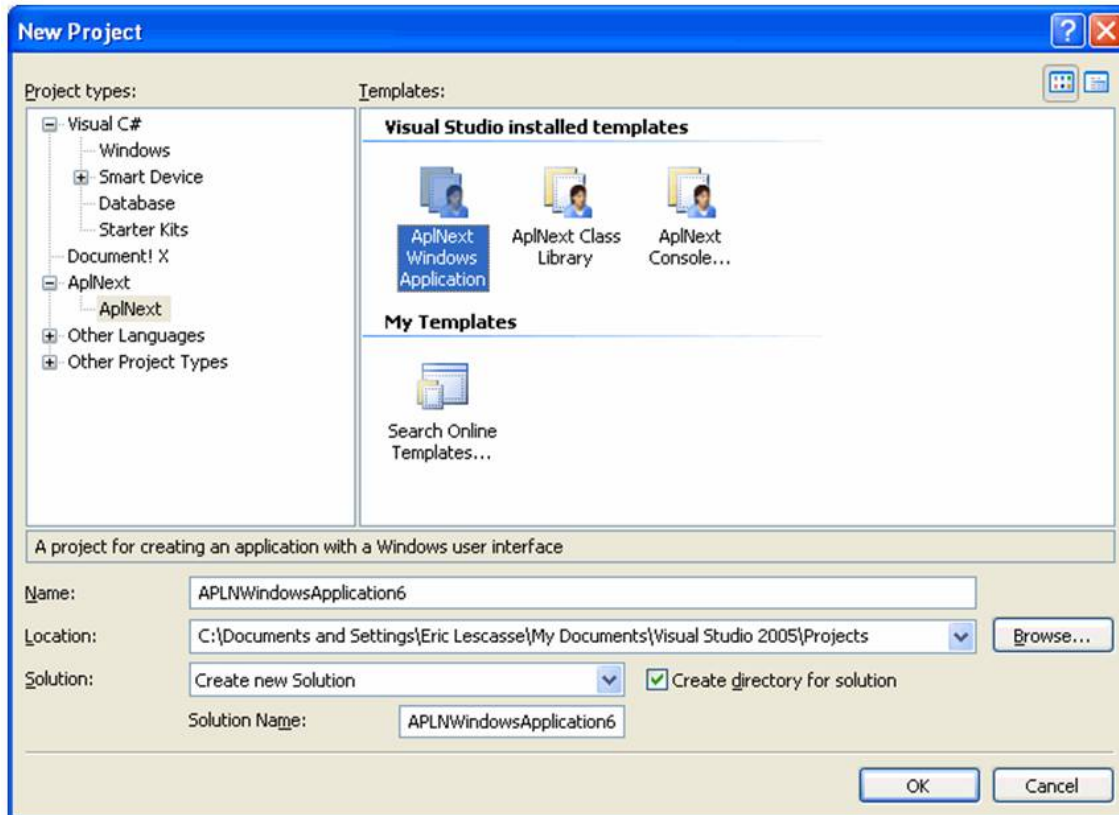 New Project
Project types:
Templates:
Visual C#
Windows
Smart Device
Database
Starter Kits
Document! X
AplNext
AplNext
Other Languages
Other Project Types
Visual Studio installed templates
AplNext
Windows
Application
AplNext Class
Library
AplNext
Console...
My Templates
Search Online
Templates...
A project for creating an application with a Windows user interface
Name:
APLNWindowsApplication6
Location:
C:\Documents and Settings\Eric Lescasse\My Documents\Visual Studio 2005\Projects
Browse...
Solution:
Create new Solution
Create directory for solution
Solution Name:
APLNWindowsApplication6
OK
Cancel